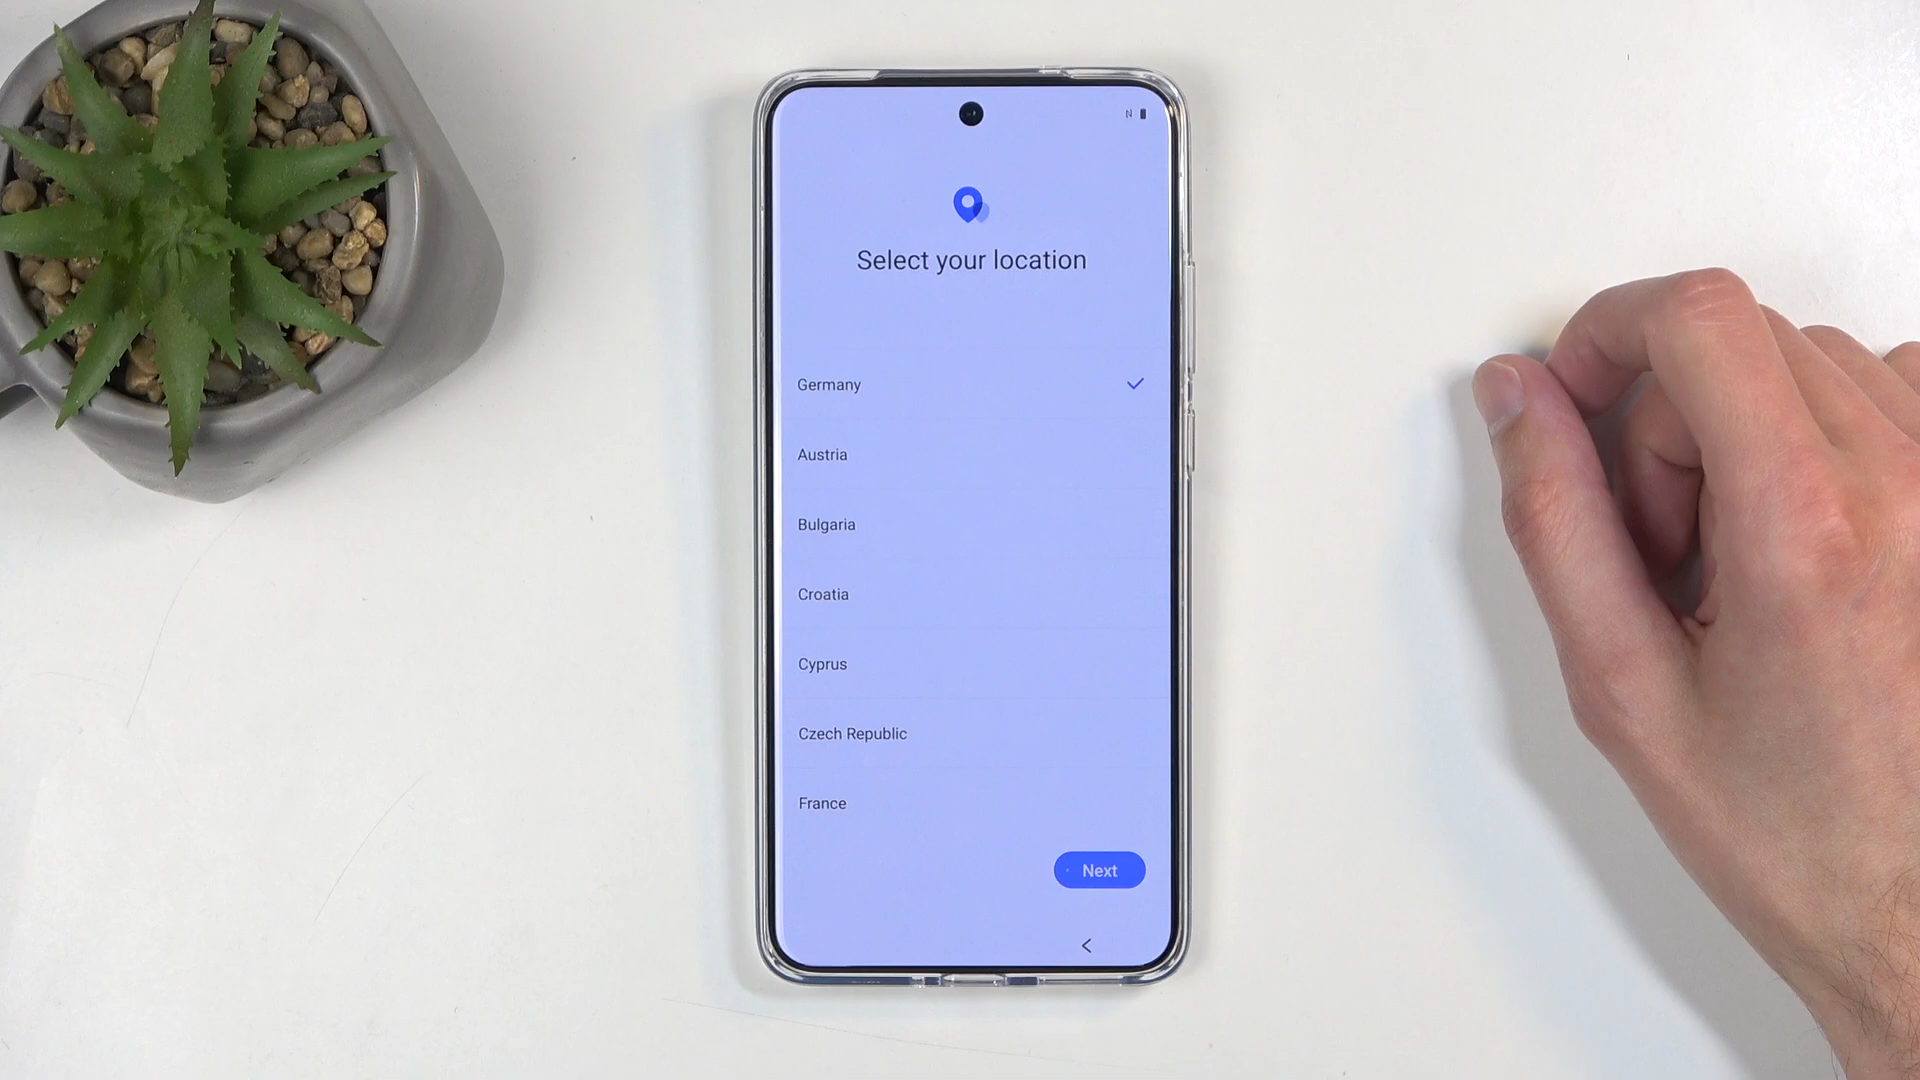 N
Select your location
Germany
Austria
Bulgaria
Croatia
Cyprus
Czech Republic
France
Next